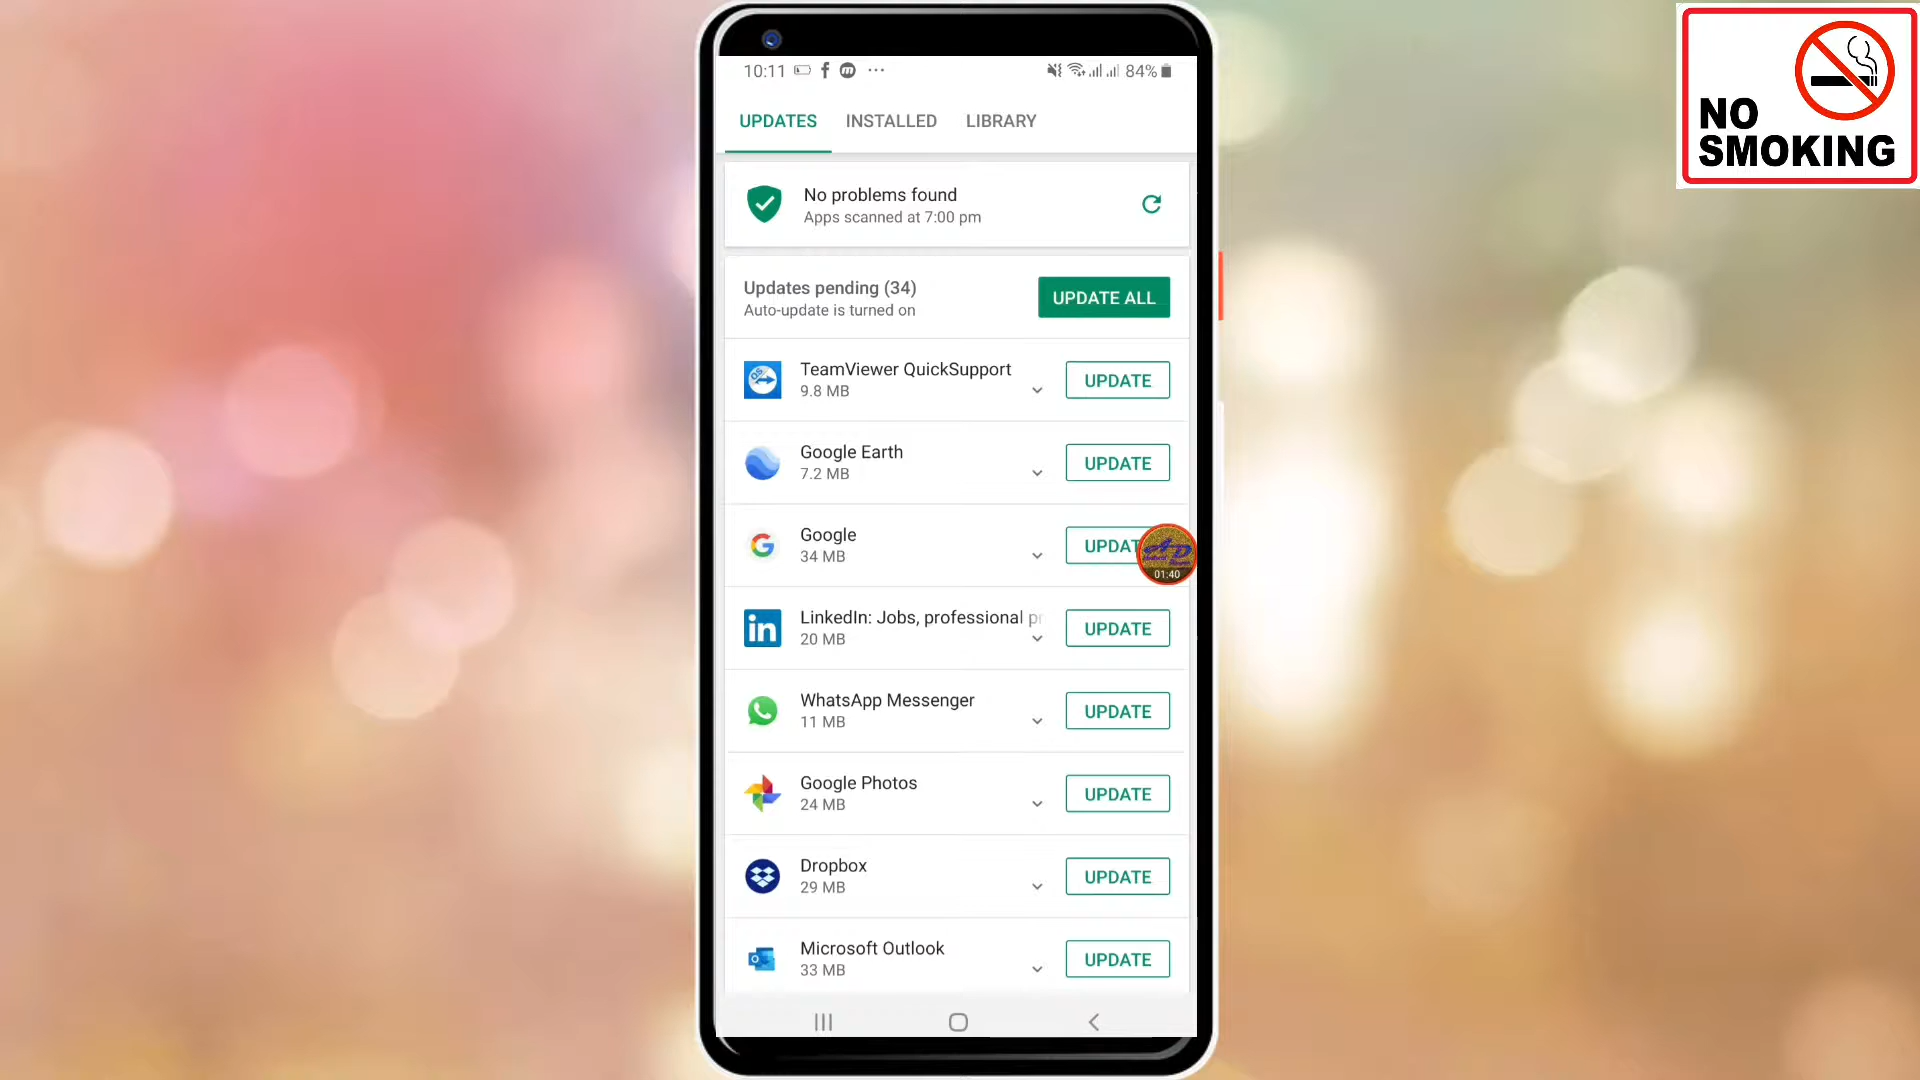 NO
SMOKING
10:11
84%
UPDATES INSTALLED LIBRARY
No problems found
Apps scanned at 7:00 pm
Updates pending (34)
Auto-update is turned on
UPDATE ALL
TeamViewer QuickSupport
9.8 MB
UPDATE
Google Earth
7.2 MB
UPDATE
Google
34 MB
UPDAT
01:40
LinkedIn: Jobs, professional pr
20 MB
UPDATE
WhatsApp Messenger
11 MB
UPDATE
Google Photos
24 MB
UPDATE
Dropbox
29 MB
UPDATE
Microsoft Outlook
33 MB
UPDATE